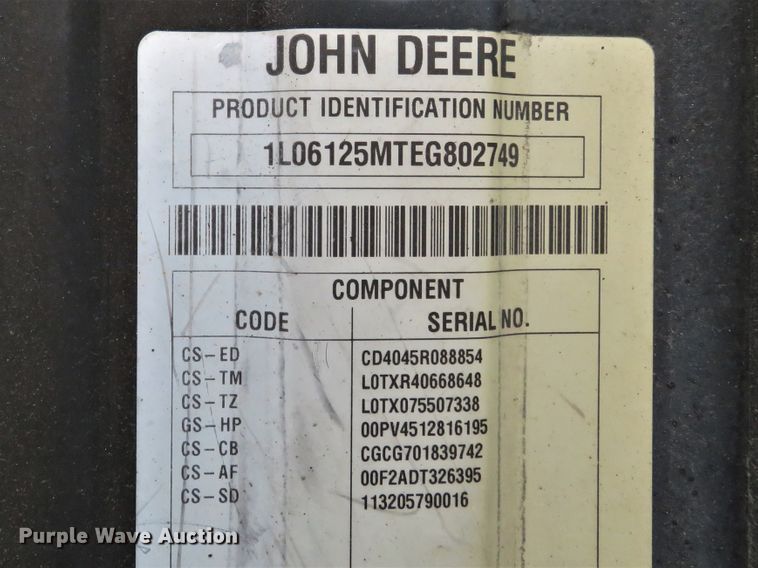 JOHN DEERE
PRODUCT IDENTIFICATION NUMBER
1L06125MTEG802749
COMPONENT
CODE SERIAL NO.
CS-ED CD4045R088854
CS-TM L0TXR40668648
CS-TZ L0TX075507338
GS-HP 00PV4512816195
CS-CB CGCG701839742
CS-AF 00F2ADT326395
CS-SD 113205790016
Purple Wave Auction